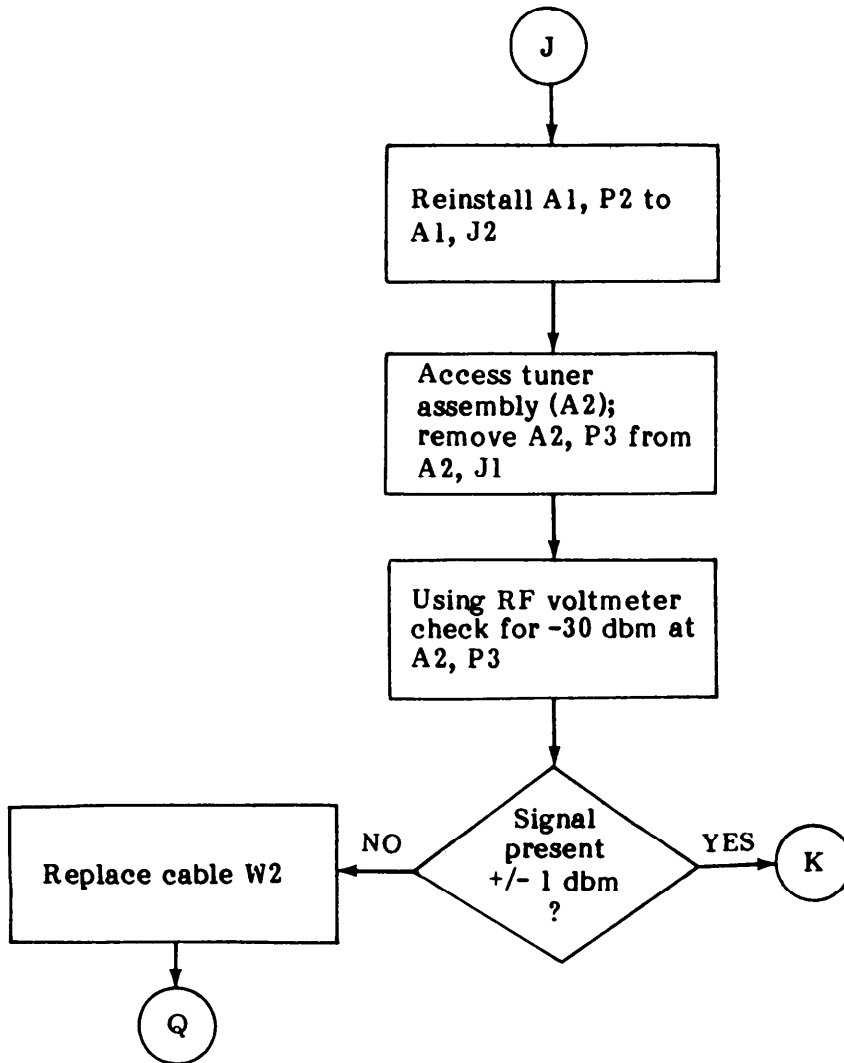 J
Reinstall A1, P2 to
A1, J2
Access tuner
assembly (A2);
remove A2, P3 from
A2, J1
Using RF voltmeter
check for -30 dbm at
A2, P3
Signal
present
+/- 1 dbm
?
NO
YES
Replace cable W2
K
Q